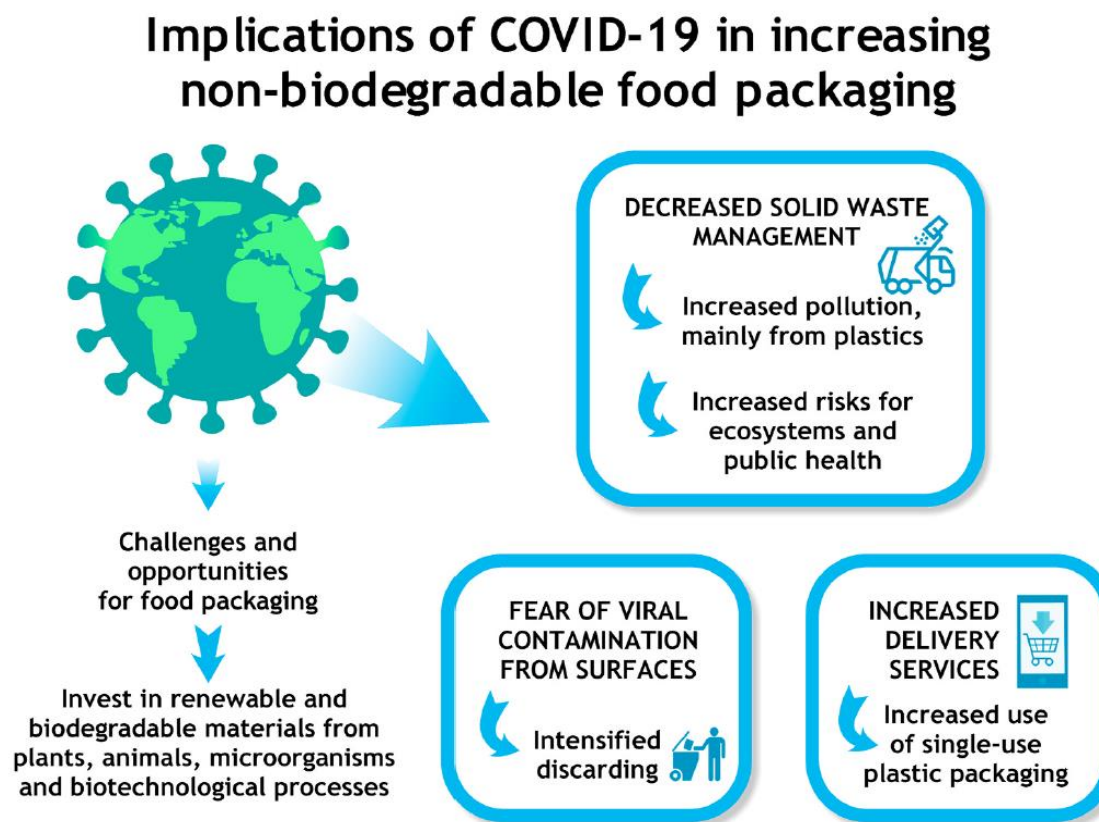 Implications of COVID-19 in increasing
non-biodegradable food packaging
DECREASED SOLID WASTE
MANAGEMENT
Increased pollution,
mainly from plastics
Increased risks for
ecosystems and
public health
Challenges and
opportunities
for food packaging
Invest in renewable and
biodegradable materials from
plants, animals, microorganisms
and biotechnological processes
FEAR OF VIRAL
CONTAMINATION
FROM SURFACES
Intensified
discarding
INCREASED
DELIVERY
SERVICES
Increased use
of single-use
plastic packaging